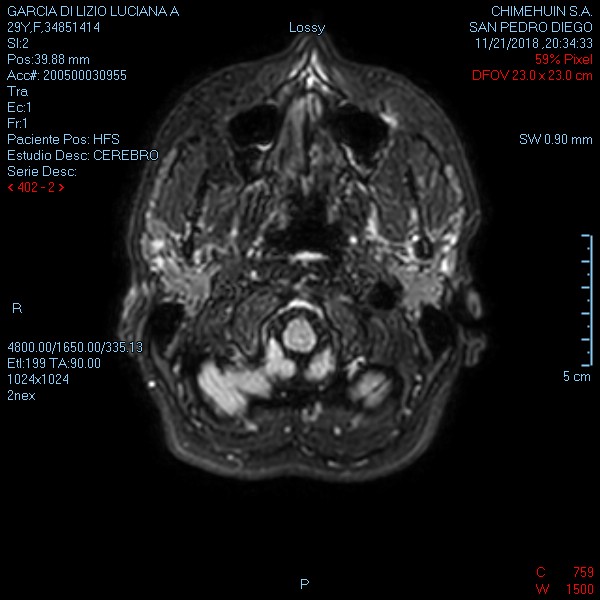 GARCIA DI LIZIO LUCIANA A
29Y,F,34851414
Sl:2
Pos:39.88 mm
Acc#: 200500030955
Tra
Ec:1
Fr:1
Paciente Pos: HFS
Estudio Desc: CEREBRO
Serie Desc:
< 402 - 2 >
Lossy
CHIMEHUIN S.A.
SAN PEDRO DIEGO
11/21/2018 ,20:34:33
59% Pixel
DFOV 23.0 x 23.0 cm
SW 0.90 mm
R
4800.00/1650.00/335.13
Etl:199 TA:90.00
1024x1024
2nex
5 cm
P
C 759
W 1500